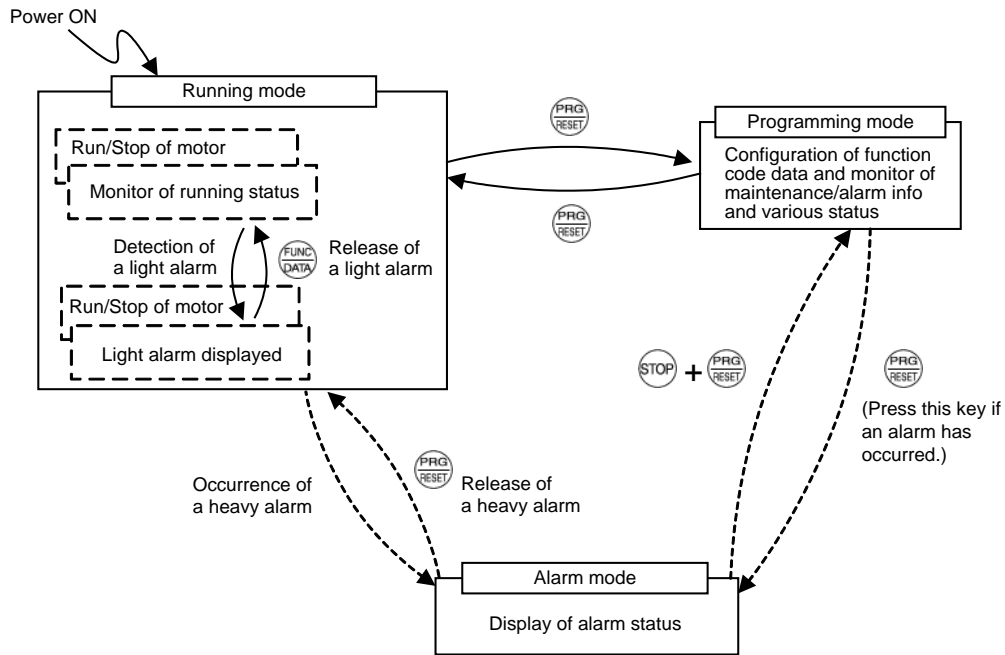 Power ON
Running mode
Run/Stop of motor
Monitor of running status
Detection of
a light alarm
FUNC
DATA
Release of
a light alarm
Run/Stop of motor
Light alarm displayed
PRG
RESET
PRG
RESET
Programming mode
Configuration of function
code data and monitor of
maintenance/alarm info
and various status
STOP + PRG
RESET
PRG
RESET
(Press this key if
an alarm has
occurred.)
Occurrence of
a heavy alarm
PRG
RESET
Release of
a heavy alarm
Alarm mode
Display of alarm status